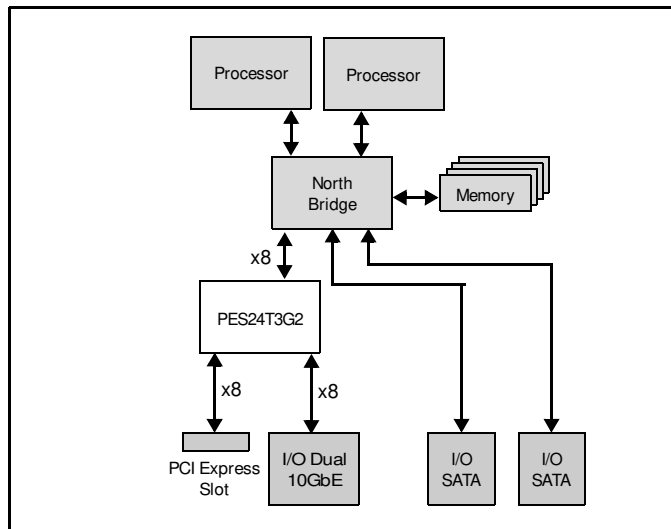 Processor
Processor
North
Bridge
Memory
x8
PES24T3G2
x8
x8
PCI Express
Slot
I/O Dual
10GbE
I/O
SATA
I/O
SATA